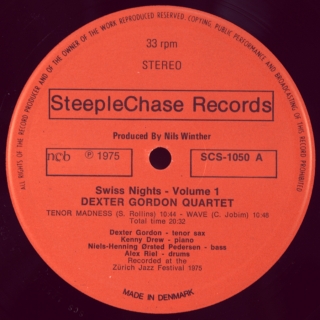 ALL RIGHTS OF THE RECORD PRODUCER AND OF THE OWNER OF THE WORK REPRODUCED RESERVED. COPYING, PUBLIC PERFORMANCE AND BROADCASTING OF THIS RECORD PROHIBITED
33 rpm
STEREO
SteepleChase Records
Produced By Nils Winther
ncb ℗ 1975 SCS-1050 A
Swiss Nights - Volume 1
DEXTER GORDON QUARTET
TENOR MADNESS (S. Rollins) 10:44 - WAVE (C. Jobim) 10:48
Total time 20:32
Dexter Gordon - tenor sax
Kenny Drew - piano
Niels-Henning Ørsted Pedersen - bass
Alex Riel - drums
Recorded at the
Zürich Jazz Festival 1975
MADE IN DENMARK